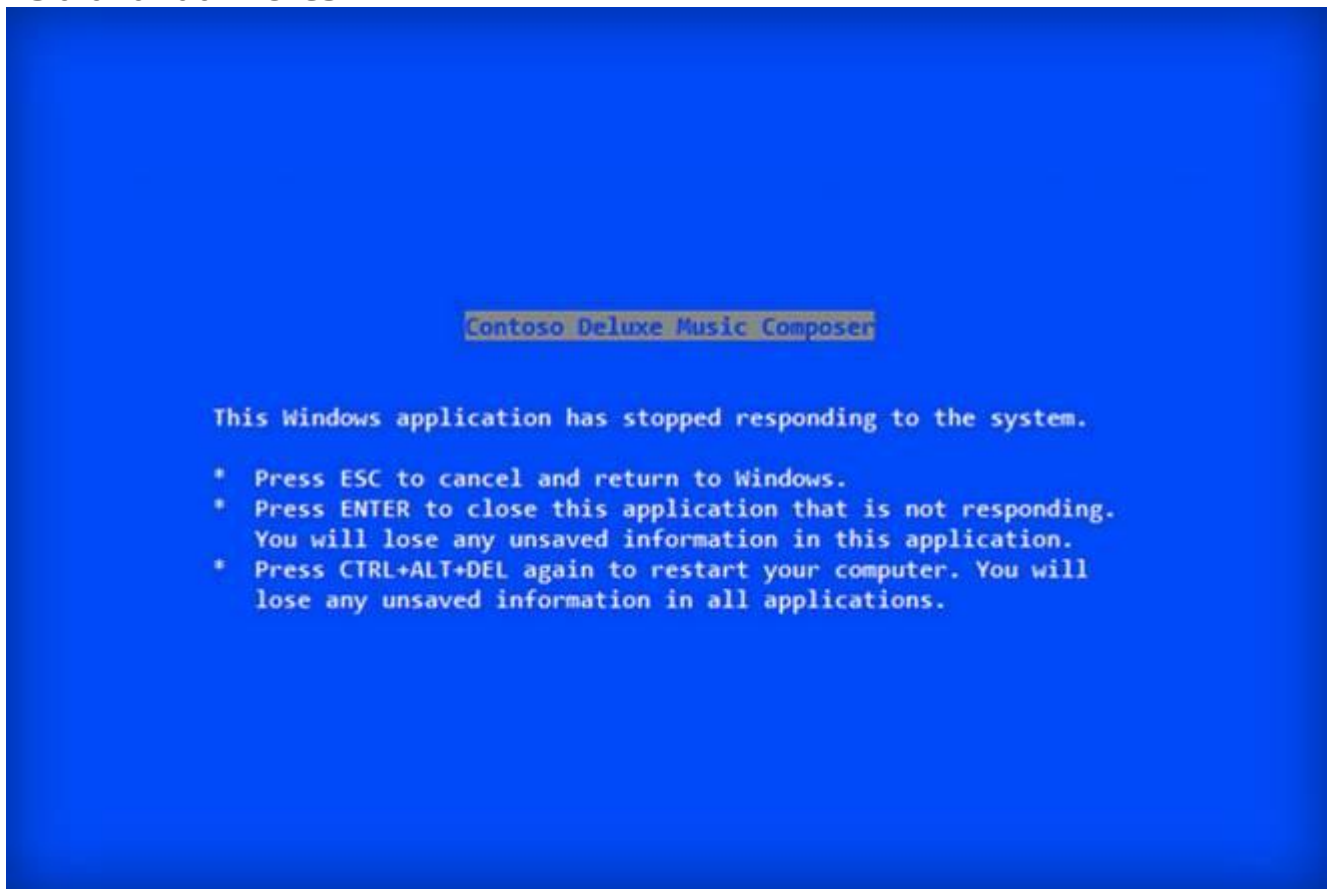 Contoso Deluxe Music Composer
This Windows application has stopped responding to the system.
* Press ESC to cancel and return to Windows.
* Press ENTER to close this application that is not responding.
You will lose any unsaved information in this application.
* Press CTRL+ALT+DEL again to restart your computer. You will
lose any unsaved information in all applications.